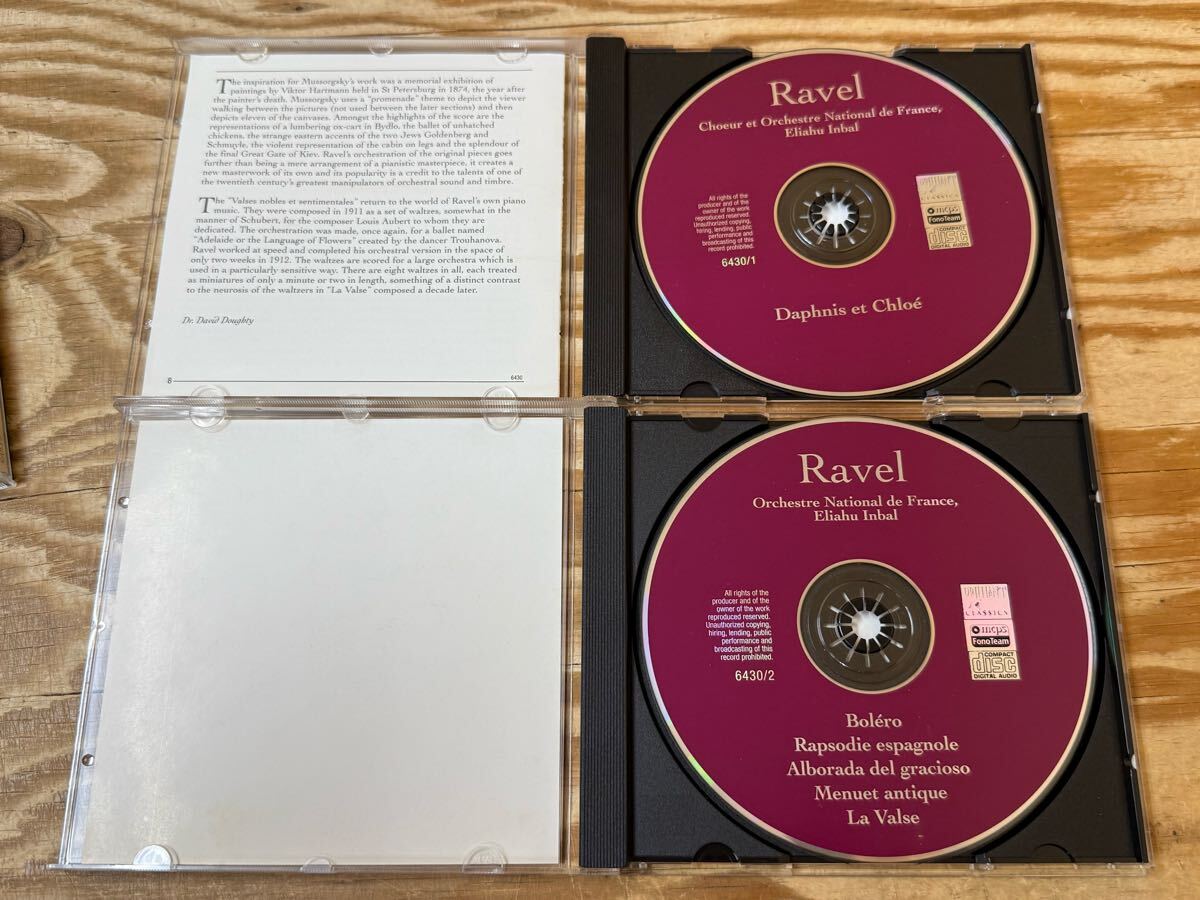 The inspiration for Mussorgsky's work was a memorial exhibition of
paintings by Viktor Hartmann held in St Petersburg in 1874, the year after
the painter's death. Mussorgsky uses a "promenade" theme to depict the viewer
walking between the pictures (not used between the later sections) and then
depicts eleven of the canvases. Amongst the highlights of the score are the
representations of a lumbering ox-cart in Bydlo, the ballet of unhatched
chickens, the strange eastern accents of the two Jews Goldenberg and
Schmuyle, the violent representation of the cabin on legs and the splendour of
the final Great Gate of Kiev. Ravel's orchestration of the original pieces goes
further than being a mere arrangement of a pianistic masterpiece, it creates a
new masterwork of its own and its popularity is a credit to the talents of one of
the twentieth century's greatest manipulators of orchestral sound and timbre.
The "Valses nobles et sentimentales" return to the world of Ravel's own piano
music. They were composed in 1911 as a set of waltzes, somewhat in the
manner of Schubert, for the composer Louis Aubert to whom they are
dedicated. The orchestration was made, once again, for a ballet named
"Adelaide or the Language of Flowers" created by the dancer Trouhanova.
Ravel worked at speed and completed his orchestral version in the space of
only two weeks in 1912. The waltzes are scored for a large orchestra which is
used in a particularly sensitive way. There are eight waltzes in all, each treated
as miniatures of only a minute or two in length, something of a distinct contrast
to the neurosis of the waltzers in "La Valse" composed a decade later.
Dr. David Doughty
8 6430
Ravel
Choeur et Orchestre National de France,
Eliahu Inbal
All rights of the
producer and of the
owner of the work
reproduced reserved.
Unauthorized copying,
hiring, lending, public
performance and
broadcasting of this
record prohibited.
6430/1
CLASSICS
mcps
FonoTeam
COMPACT
disc
DIGITAL AUDIO
Daphnis et Chloé
Ravel
Orchestre National de France,
Eliahu Inbal
All rights of the
producer and of the
owner of the work
reproduced reserved.
Unauthorized copying,
hiring, lending, public
performance and
broadcasting of this
record prohibited.
6430/2
CLASSICS
mcps
FonoTeam
COMPACT
disc
DIGITAL AUDIO
Boléro
Rapsodie espagnole
Alborada del gracioso
Menuet antique
La Valse